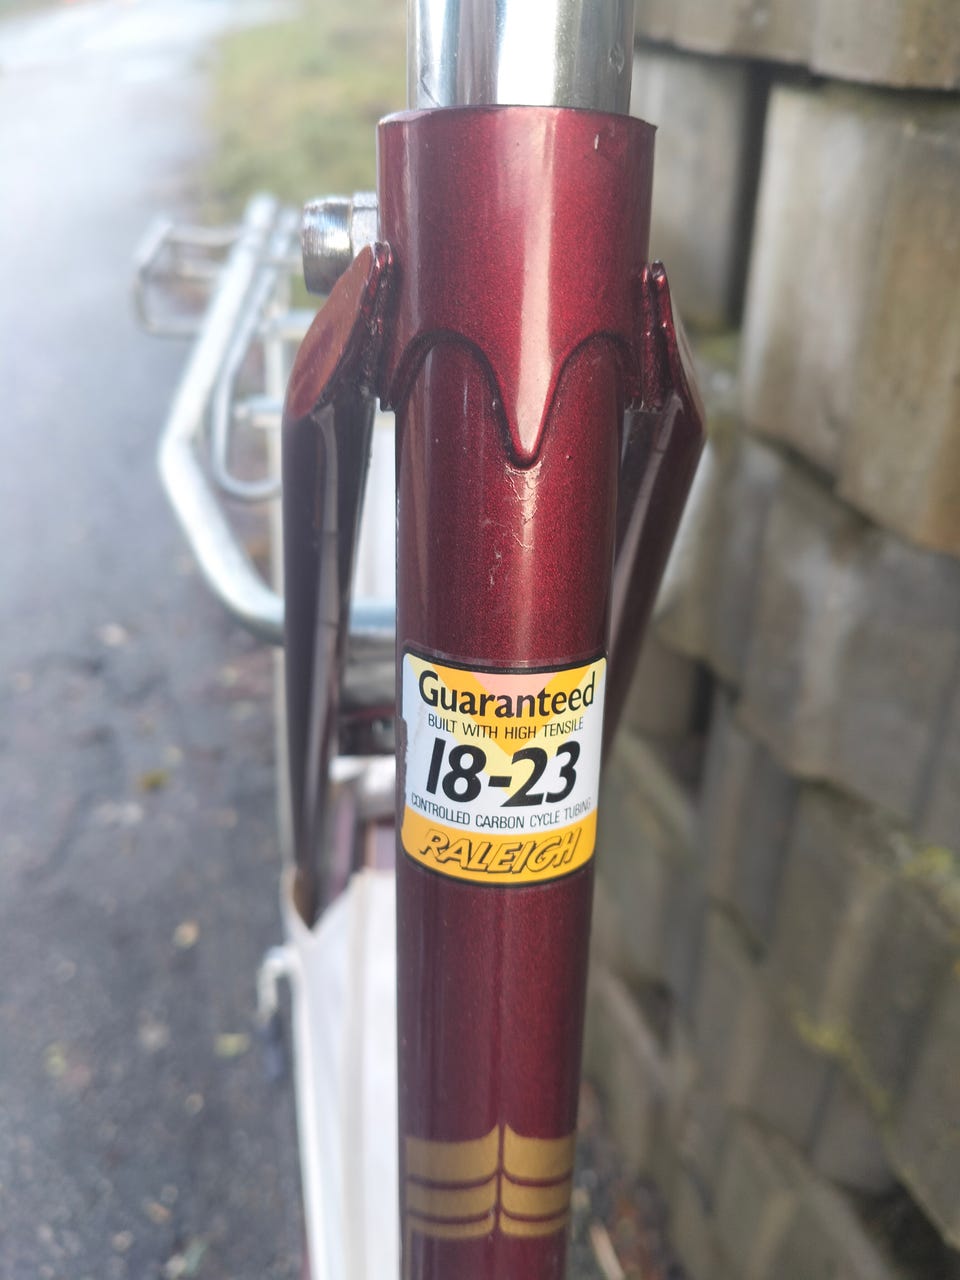 Guaranteed
BUILT WITH HIGH TENSILE
18-23
CONTROLLED CARBON CYCLE TUBING
RALEIGH